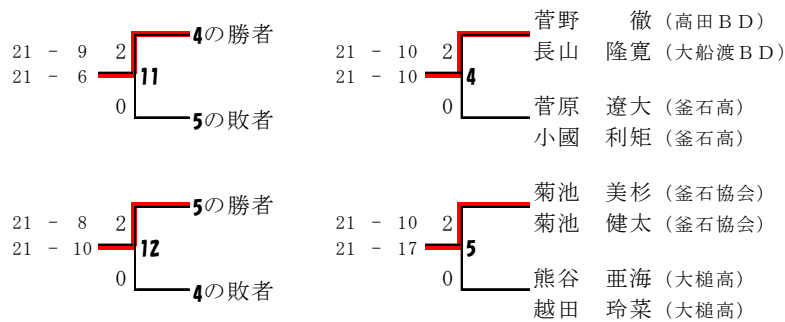 菅野　　徹（高田ＢＤ）
4の勝者
21 - 9 2 21 - 10 2 長山　隆寛（大船渡ＢＤ）
21 - 6 11 21 - 10 4
0 0 菅原　遼大（釜石高）
5の敗者
小國　利矩（釜石高）
菊池　美杉（釜石協会）
5の勝者
21 - 8 2 21 - 10 2 菊池　健太（釜石協会）
21 - 10 12 21 - 17 5
0 0 熊谷　亜海（大槌高）
4の敗者
越田　玲菜（大槌高）